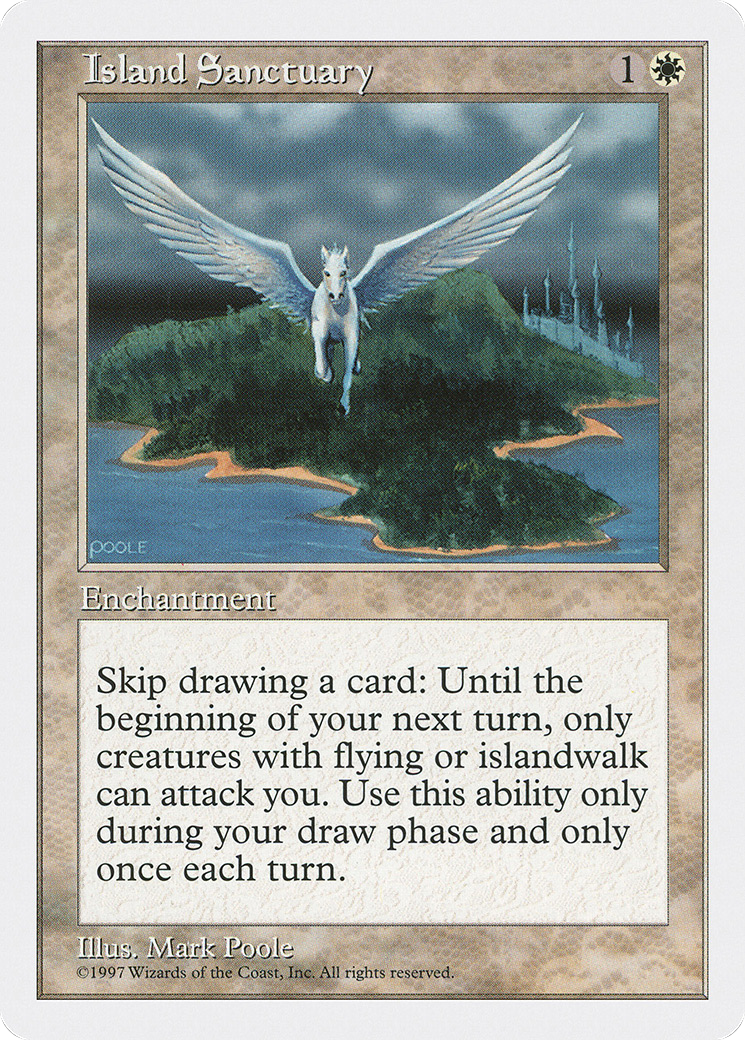 Island Sanctuary 1
POOLE
Enchantment
Skip drawing a card: Until the
beginning of your next turn, only
creatures with flying or islandwalk
can attack you. Use this ability only
during your draw phase and only
once each turn.
Illus. Mark Poole
©1997 Wizards of the Coast, Inc. All rights reserved.